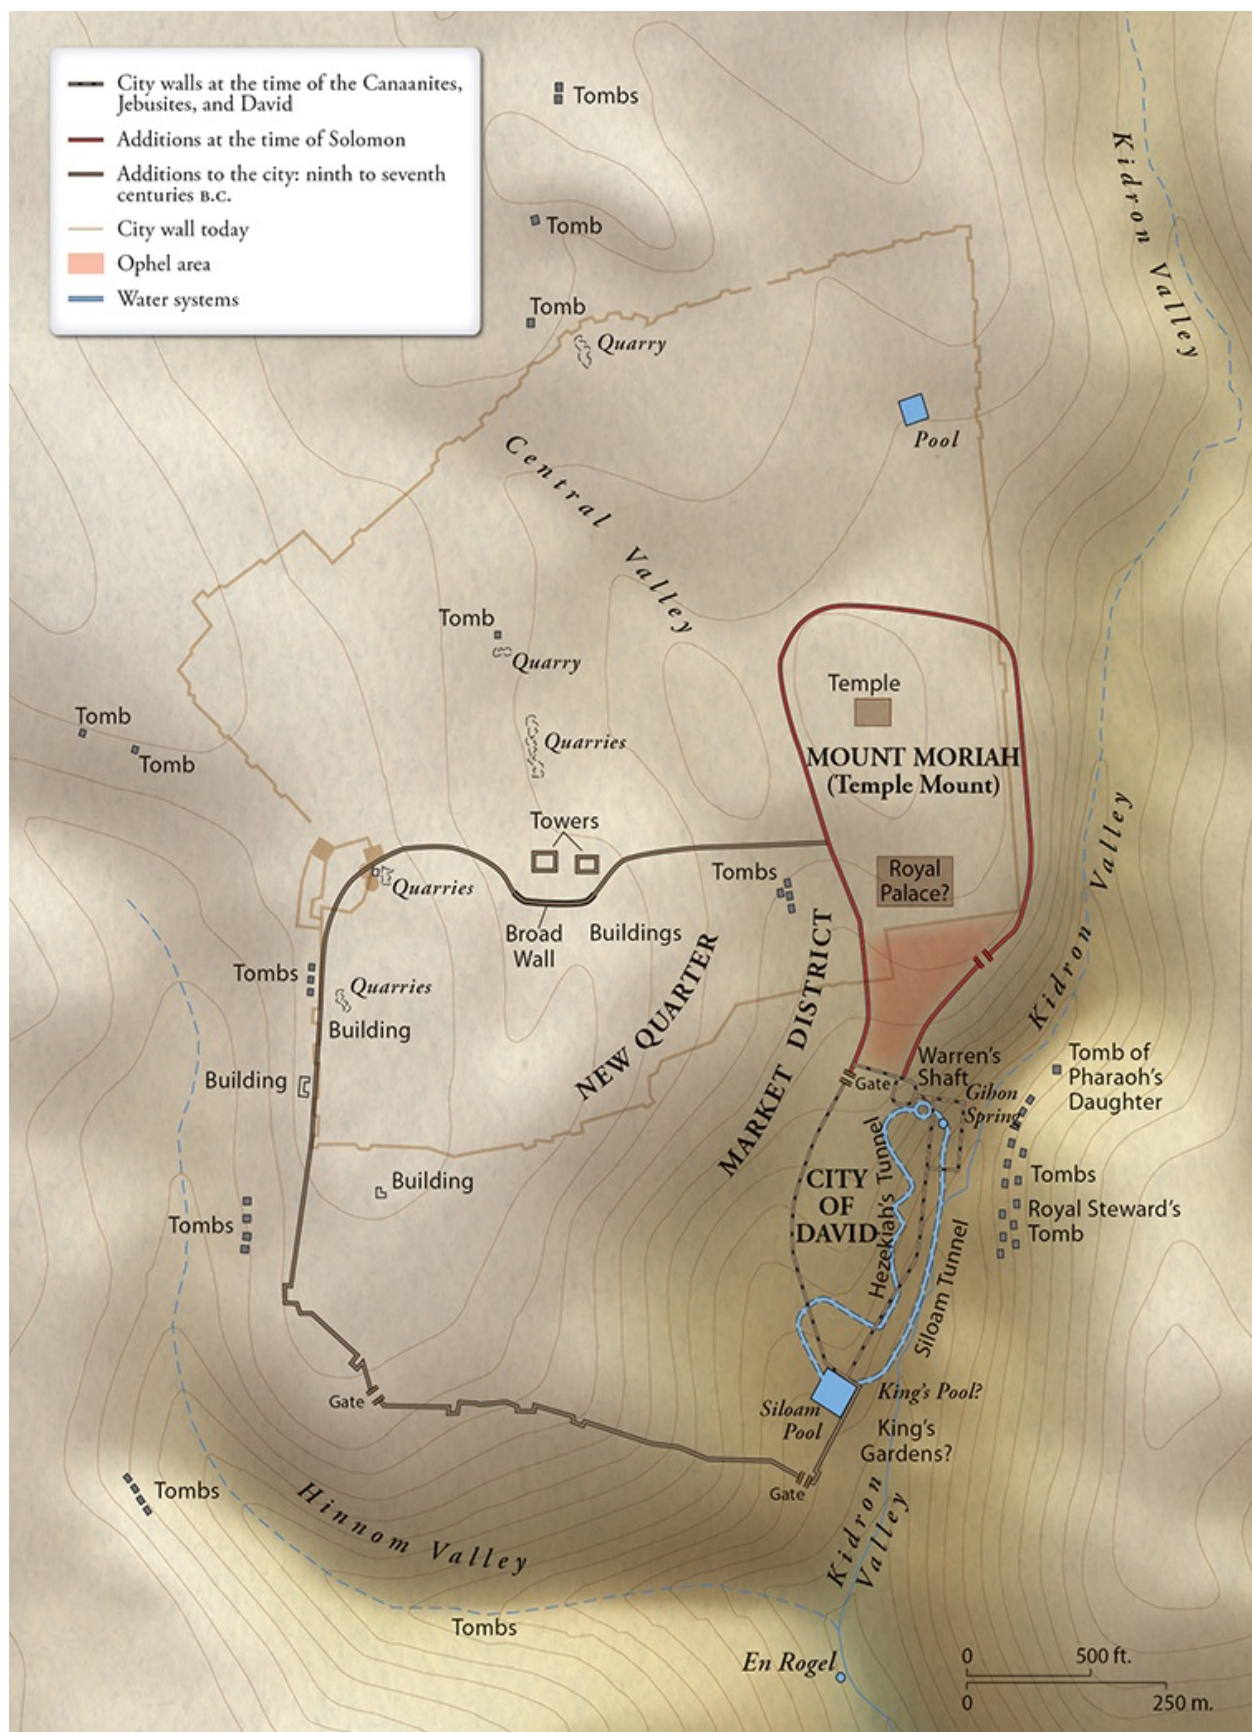 City walls at the time of the Canaanites,
Jebusites, and David
Additions at the time of Solomon
Additions to the city: ninth to seventh
centuries B.C.
City wall today
Ophel area
Water systems
Tombs
Kidron Valley
Tomb
Tomb
Quarry
Pool
Central Valley
Tomb
Quarry
Temple
Tomb
Quarries
Tomb
MOUNT MORIAH
(Temple Mount)
Towers
Kidron Valley
Tombs
Royal
Palace?
Quarries
Broad
Wall
Buildings
NEW QUARTER
MARKET DISTRICT
Tombs
Quarries
Building
Building
Warren's
Shaft
Gate
Gihon
Spring
Tomb of
Pharaoh's
Daughter
Hezekiah's Tunnel
CITY
OF
DAVID
Tombs
Royal Steward's
Tomb
Building
Tombs
Siloam Tunnel
Gate
King's Pool?
Siloam
Pool
King's
Gardens?
Gate
Tombs
Hinnom Valley
Kidron
Valley
Tombs
En Rogel
0 500 ft.
0 250 m.